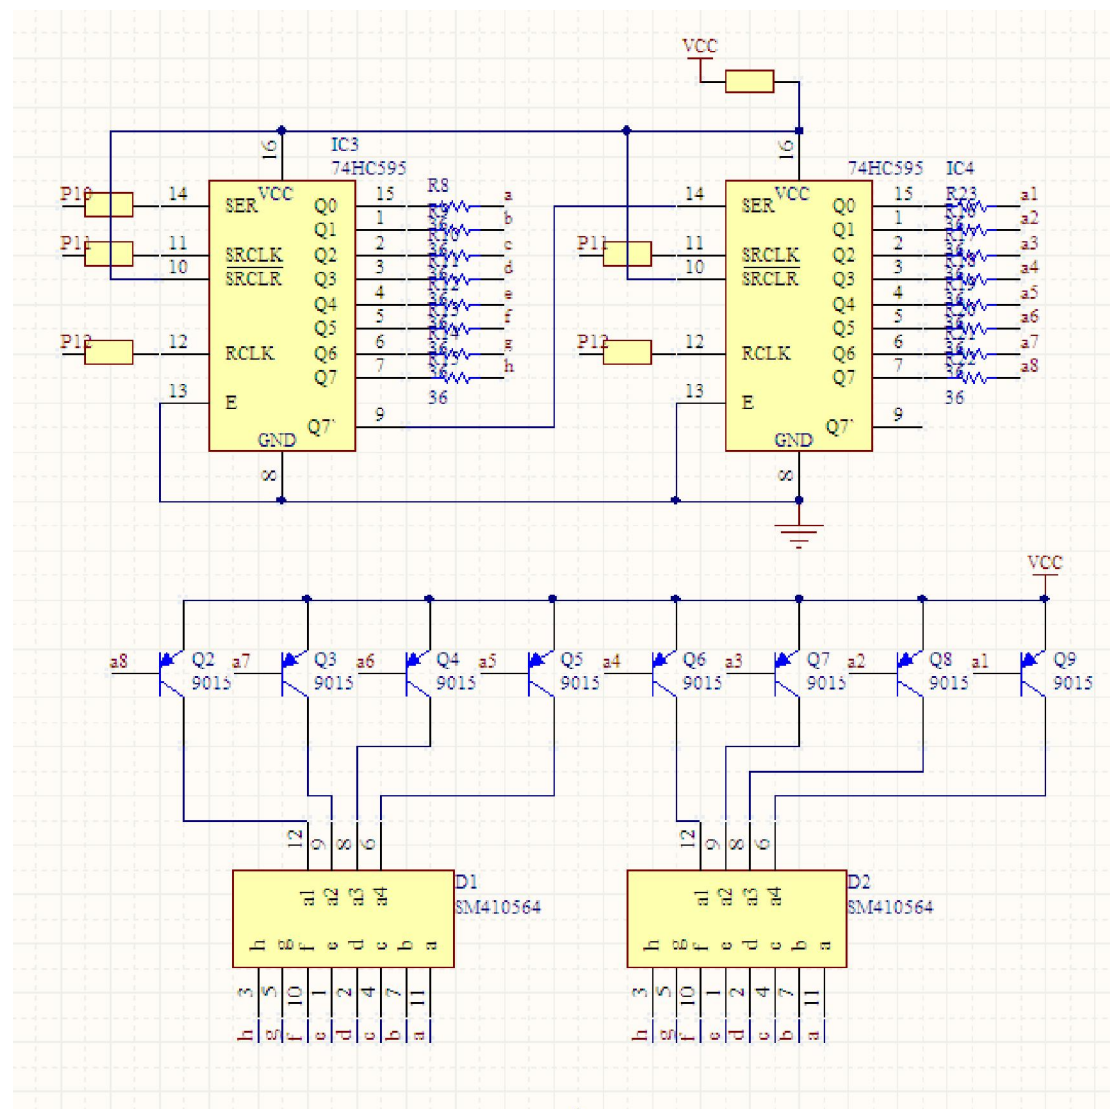 VCC
IC3
74HC595
16
VCC
P10
14
SER
Q0
15
R8
a
Q1
1
b
P11
11
SRCLK
Q2
2
c
10
SRCLR
Q3
3
d
Q4
4
e
Q5
5
f
P12
12
RCLK
Q6
6
g
Q7
7
h
36
13
E
Q7`
9
GND
8
74HC595
IC4
16
VCC
14
SER
Q0
15
R23
a1
Q1
1
a2
P11
11
SRCLK
Q2
2
a3
10
SRCLR
Q3
3
a4
Q4
4
a5
Q5
5
a6
P12
12
RCLK
Q6
6
a7
Q7
7
a8
36
13
E
Q7`
9
GND
8
VCC
a8
Q2
9015
a7
Q3
9015
a6
Q4
9015
a5
Q5
9015
a4
Q6
9015
a3
Q7
9015
a2
Q8
9015
a1
Q9
9015
12 9 8 6
a1 a2 a3 a4
D1
SM410564
h g f e d c b a
3 5 10 1 2 4 7 11
h g f e d c b a
12 9 8 6
a1 a2 a3 a4
D2
SM410564
h g f e d c b a
3 5 10 1 2 4 7 11
h g f e d c b a